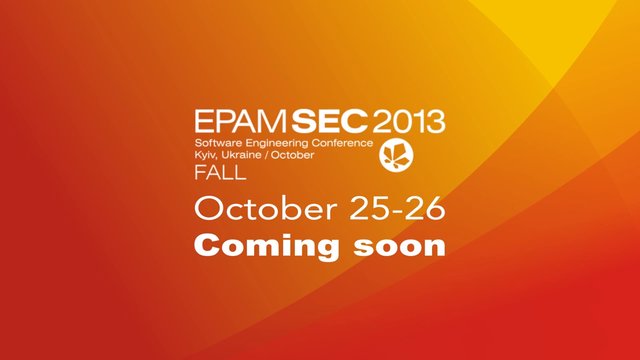 EPAM SEC 2013
Software Engineering Conference
Kyiv, Ukraine / October
FALL
October 25-26
Coming soon